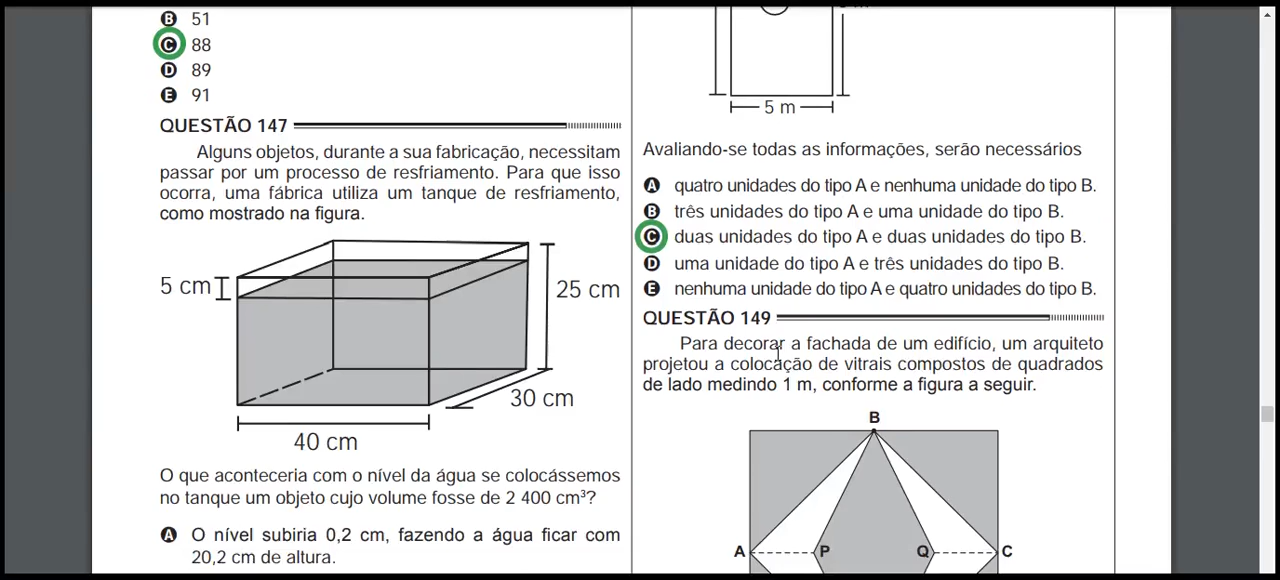 B 51
C 88
D 89
E 91
QUESTÃO 147
Alguns objetos, durante a sua fabricação, necessitam
passar por um processo de resfriamento. Para que isso
ocorra, uma fábrica utiliza um tanque de resfriamento,
como mostrado na figura.
5 cm
25 cm
30 cm
40 cm
O que aconteceria com o nível da água se colocássemos
no tanque um objeto cujo volume fosse de 2 400 cm³?
A O nível subiria 0,2 cm, fazendo a água ficar com
20,2 cm de altura.
5 m
Avaliando-se todas as informações, serão necessários
A quatro unidades do tipo A e nenhuma unidade do tipo B.
B três unidades do tipo A e uma unidade do tipo B.
C duas unidades do tipo A e duas unidades do tipo B.
D uma unidade do tipo A e três unidades do tipo B.
E nenhuma unidade do tipo A e quatro unidades do tipo B.
QUESTÃO 149
Para decorar a fachada de um edifício, um arquiteto
projetou a colocação de vitrais compostos de quadrados
de lado medindo 1 m, conforme a figura a seguir.
B
A P Q C